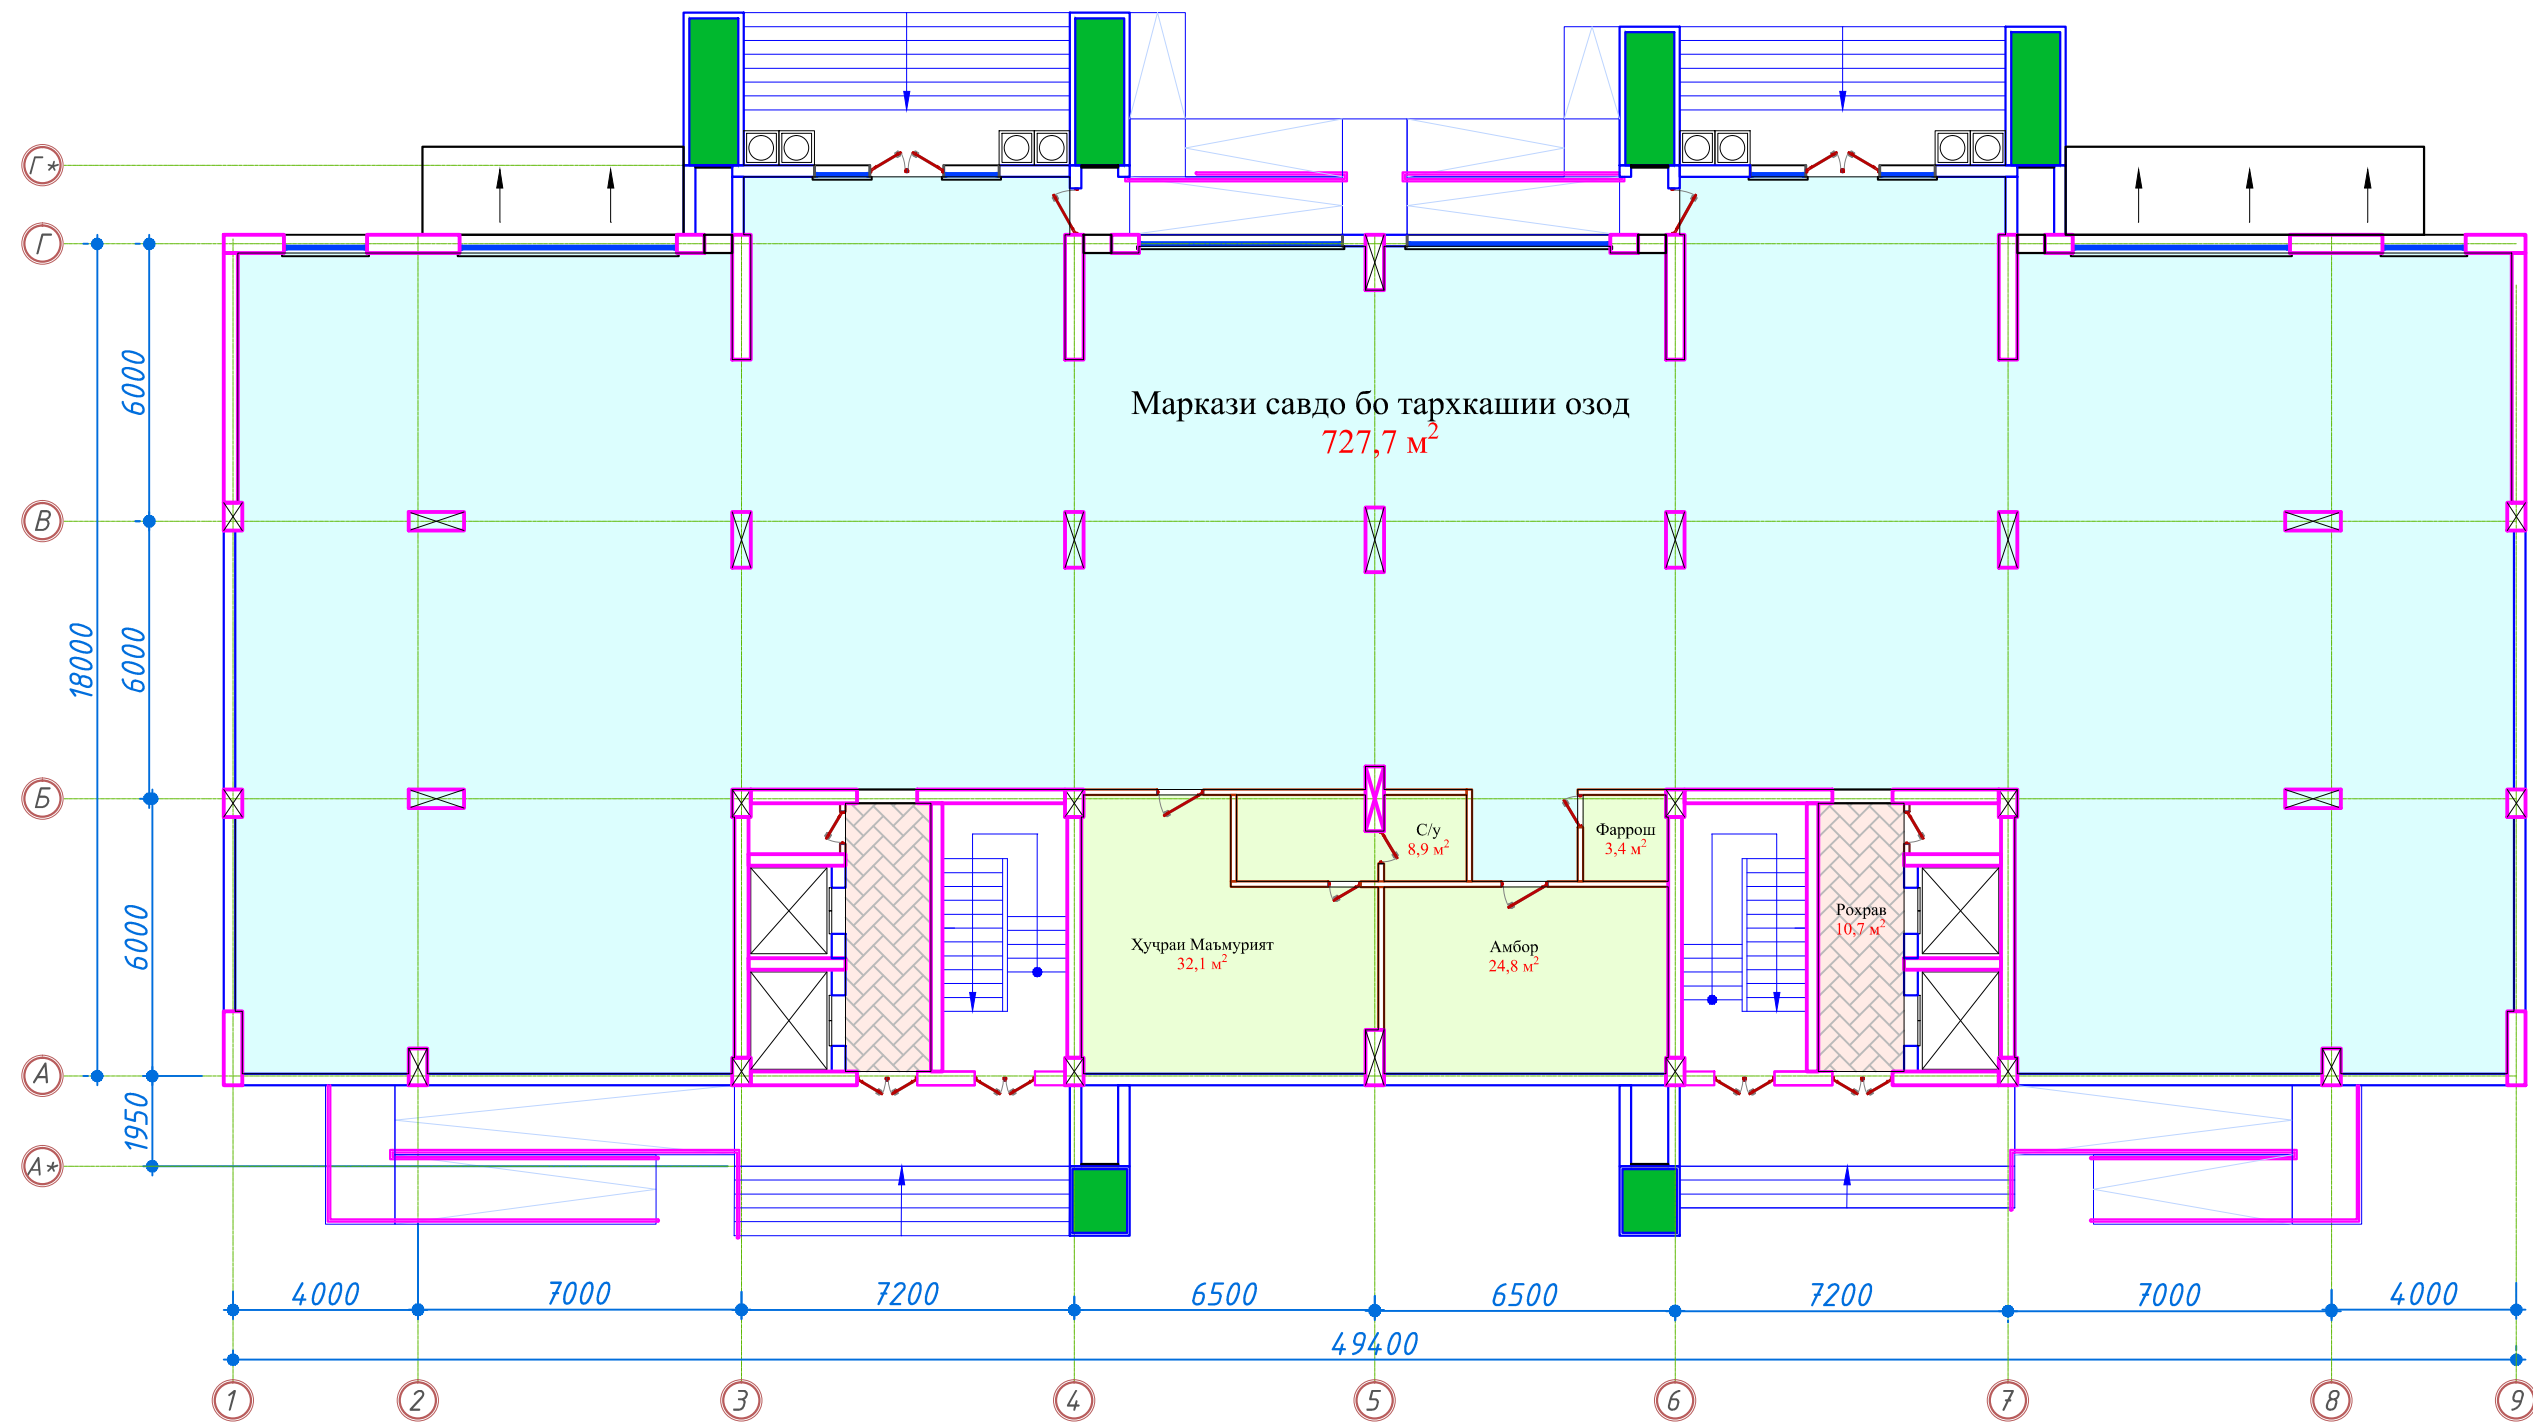 Г*
Г
6000
Маркази савдо бо тархкашии озод
727,7 м²
В
18000
6000
Б
С/у
8,9 м²
Фаррош
3,4 м²
6000
Ҳуҷраи Маъмурият
32,1 м²
Амбор
24,8 м²
Рохрав
10,7 м²
А
1950
А*
4000 7000 7200 6500 6500 7200 7000 4000
49400
1 2 3 4 5 6 7 8 9